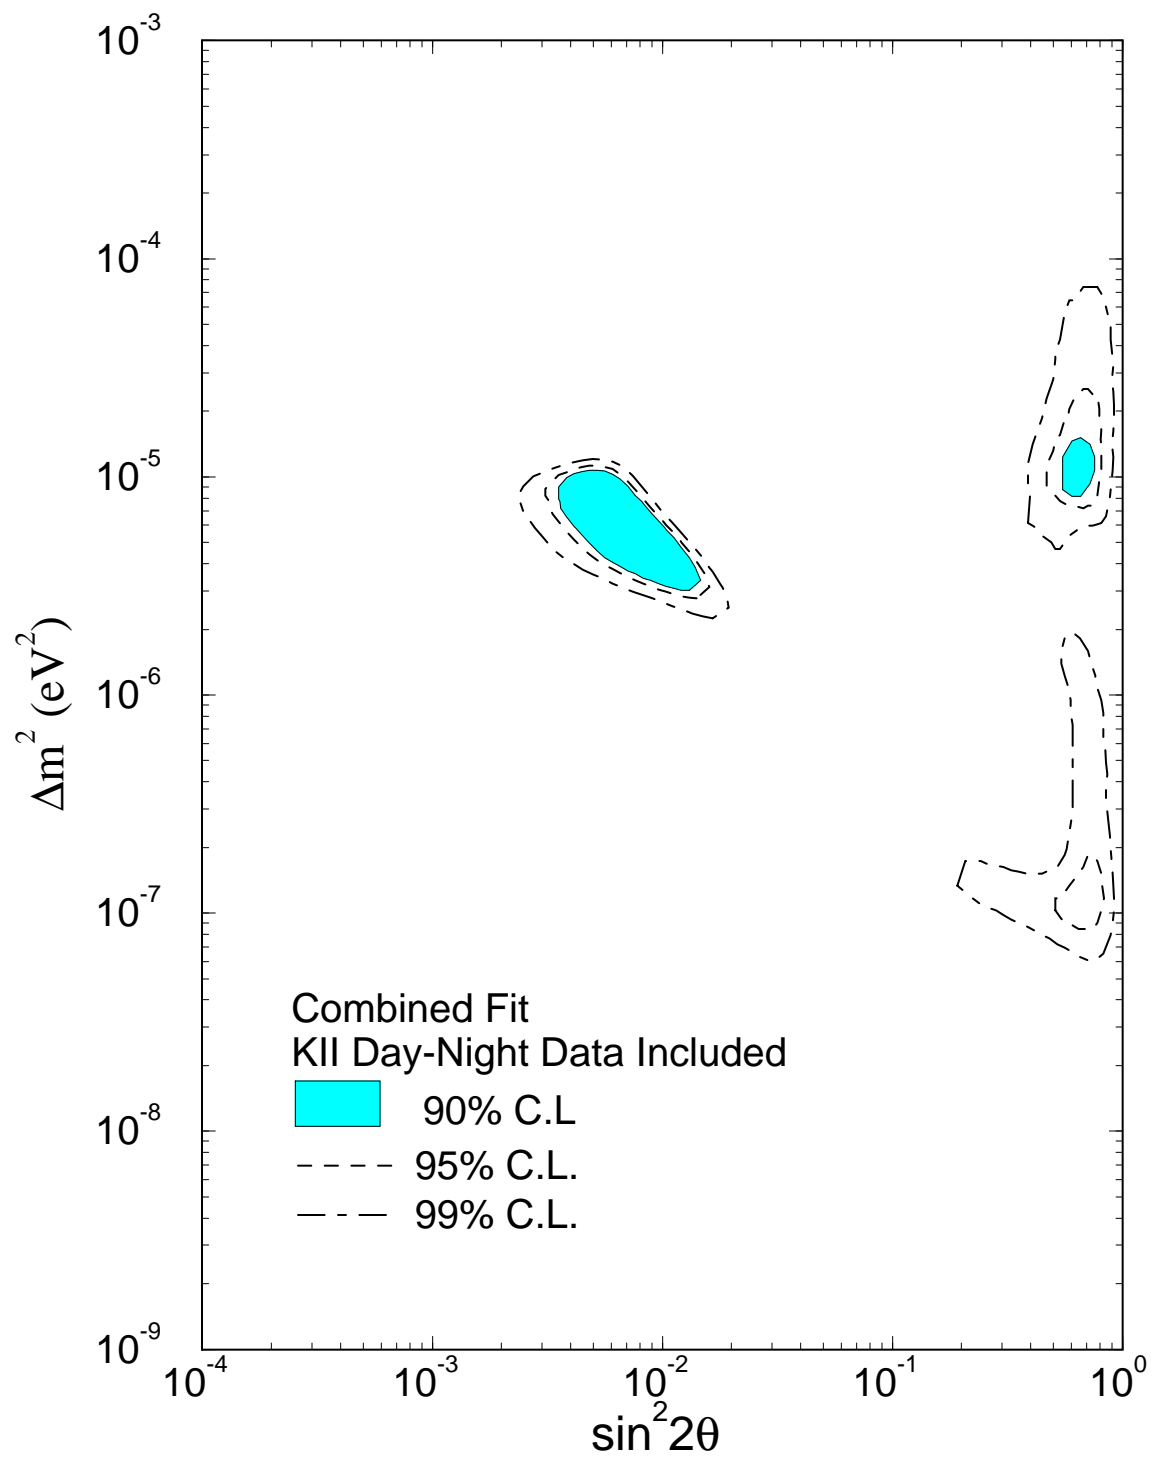 10^-3
10^-4
10^-5
10^-6
10^-7
10^-8
10^-9
Δm^2 (eV^2)
Combined Fit
KII Day-Night Data Included
90% C.L
95% C.L.
99% C.L.
10^-4 10^-3 10^-2 10^-1 10^0
sin^2 2θ